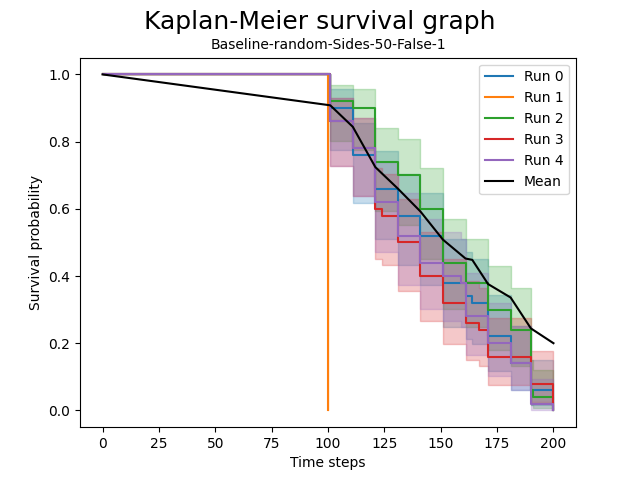 Kaplan-Meier survival graph
Baseline-random-Sides-50-False-1
Survival probability
1.0
0.8
0.6
0.4
0.2
0.0
Run 0
Run 1
Run 2
Run 3
Run 4
Mean
0 25 50 75 100 125 150 175 200
Time steps